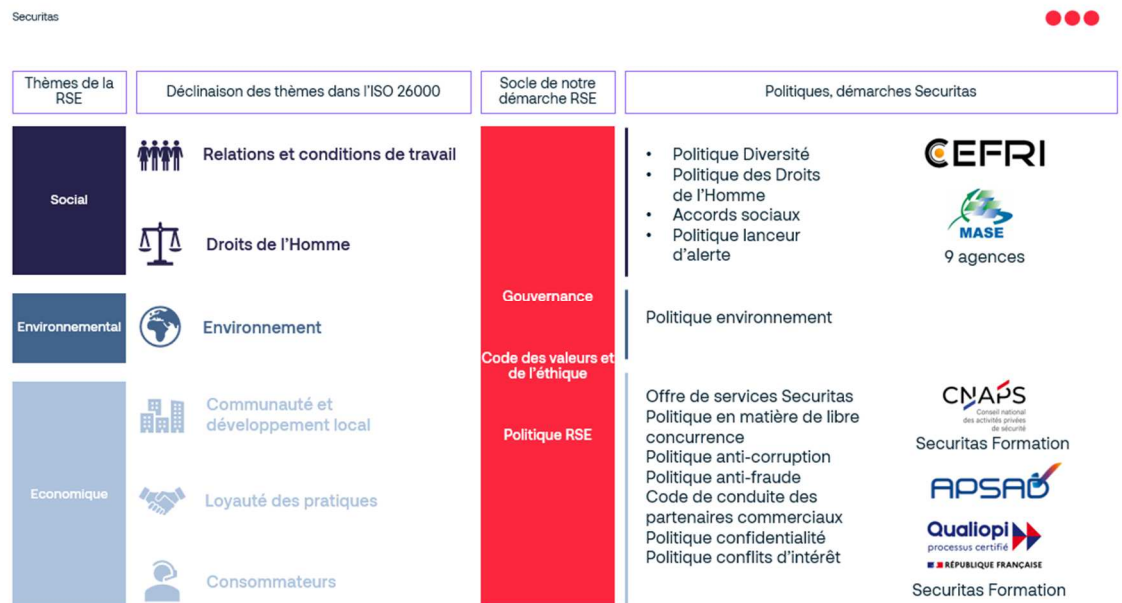 Securitas
Thèmes de la
RSE
Déclinaison des thèmes dans l'ISO 26000
Socle de notre
démarche RSE
Politiques, démarches Securitas
Social
Relations et conditions de travail
Droits de l'Homme
Environnemental
Environnement
Economique
Communauté et
développement local
Loyauté des pratiques
Consommateurs
Gouvernance
Code des valeurs et
de l'éthique
Politique RSE
• Politique Diversité
• Politique des Droits
de l'Homme
• Accords sociaux
• Politique lanceur
d'alerte
CEFRI
MASE
9 agences
Politique environnement
Offre de services Securitas
Politique en matière de libre
concurrence
Politique anti-corruption
Politique anti-fraude
Code de conduite des
partenaires commerciaux
Politique confidentialité
Politique conflits d'intérêt
CNAPS
Conseil national
des activités privées
de sécurité
Securitas Formation
APSAD
Qualiopi
processus certifié
RÉPUBLIQUE FRANÇAISE
Securitas Formation